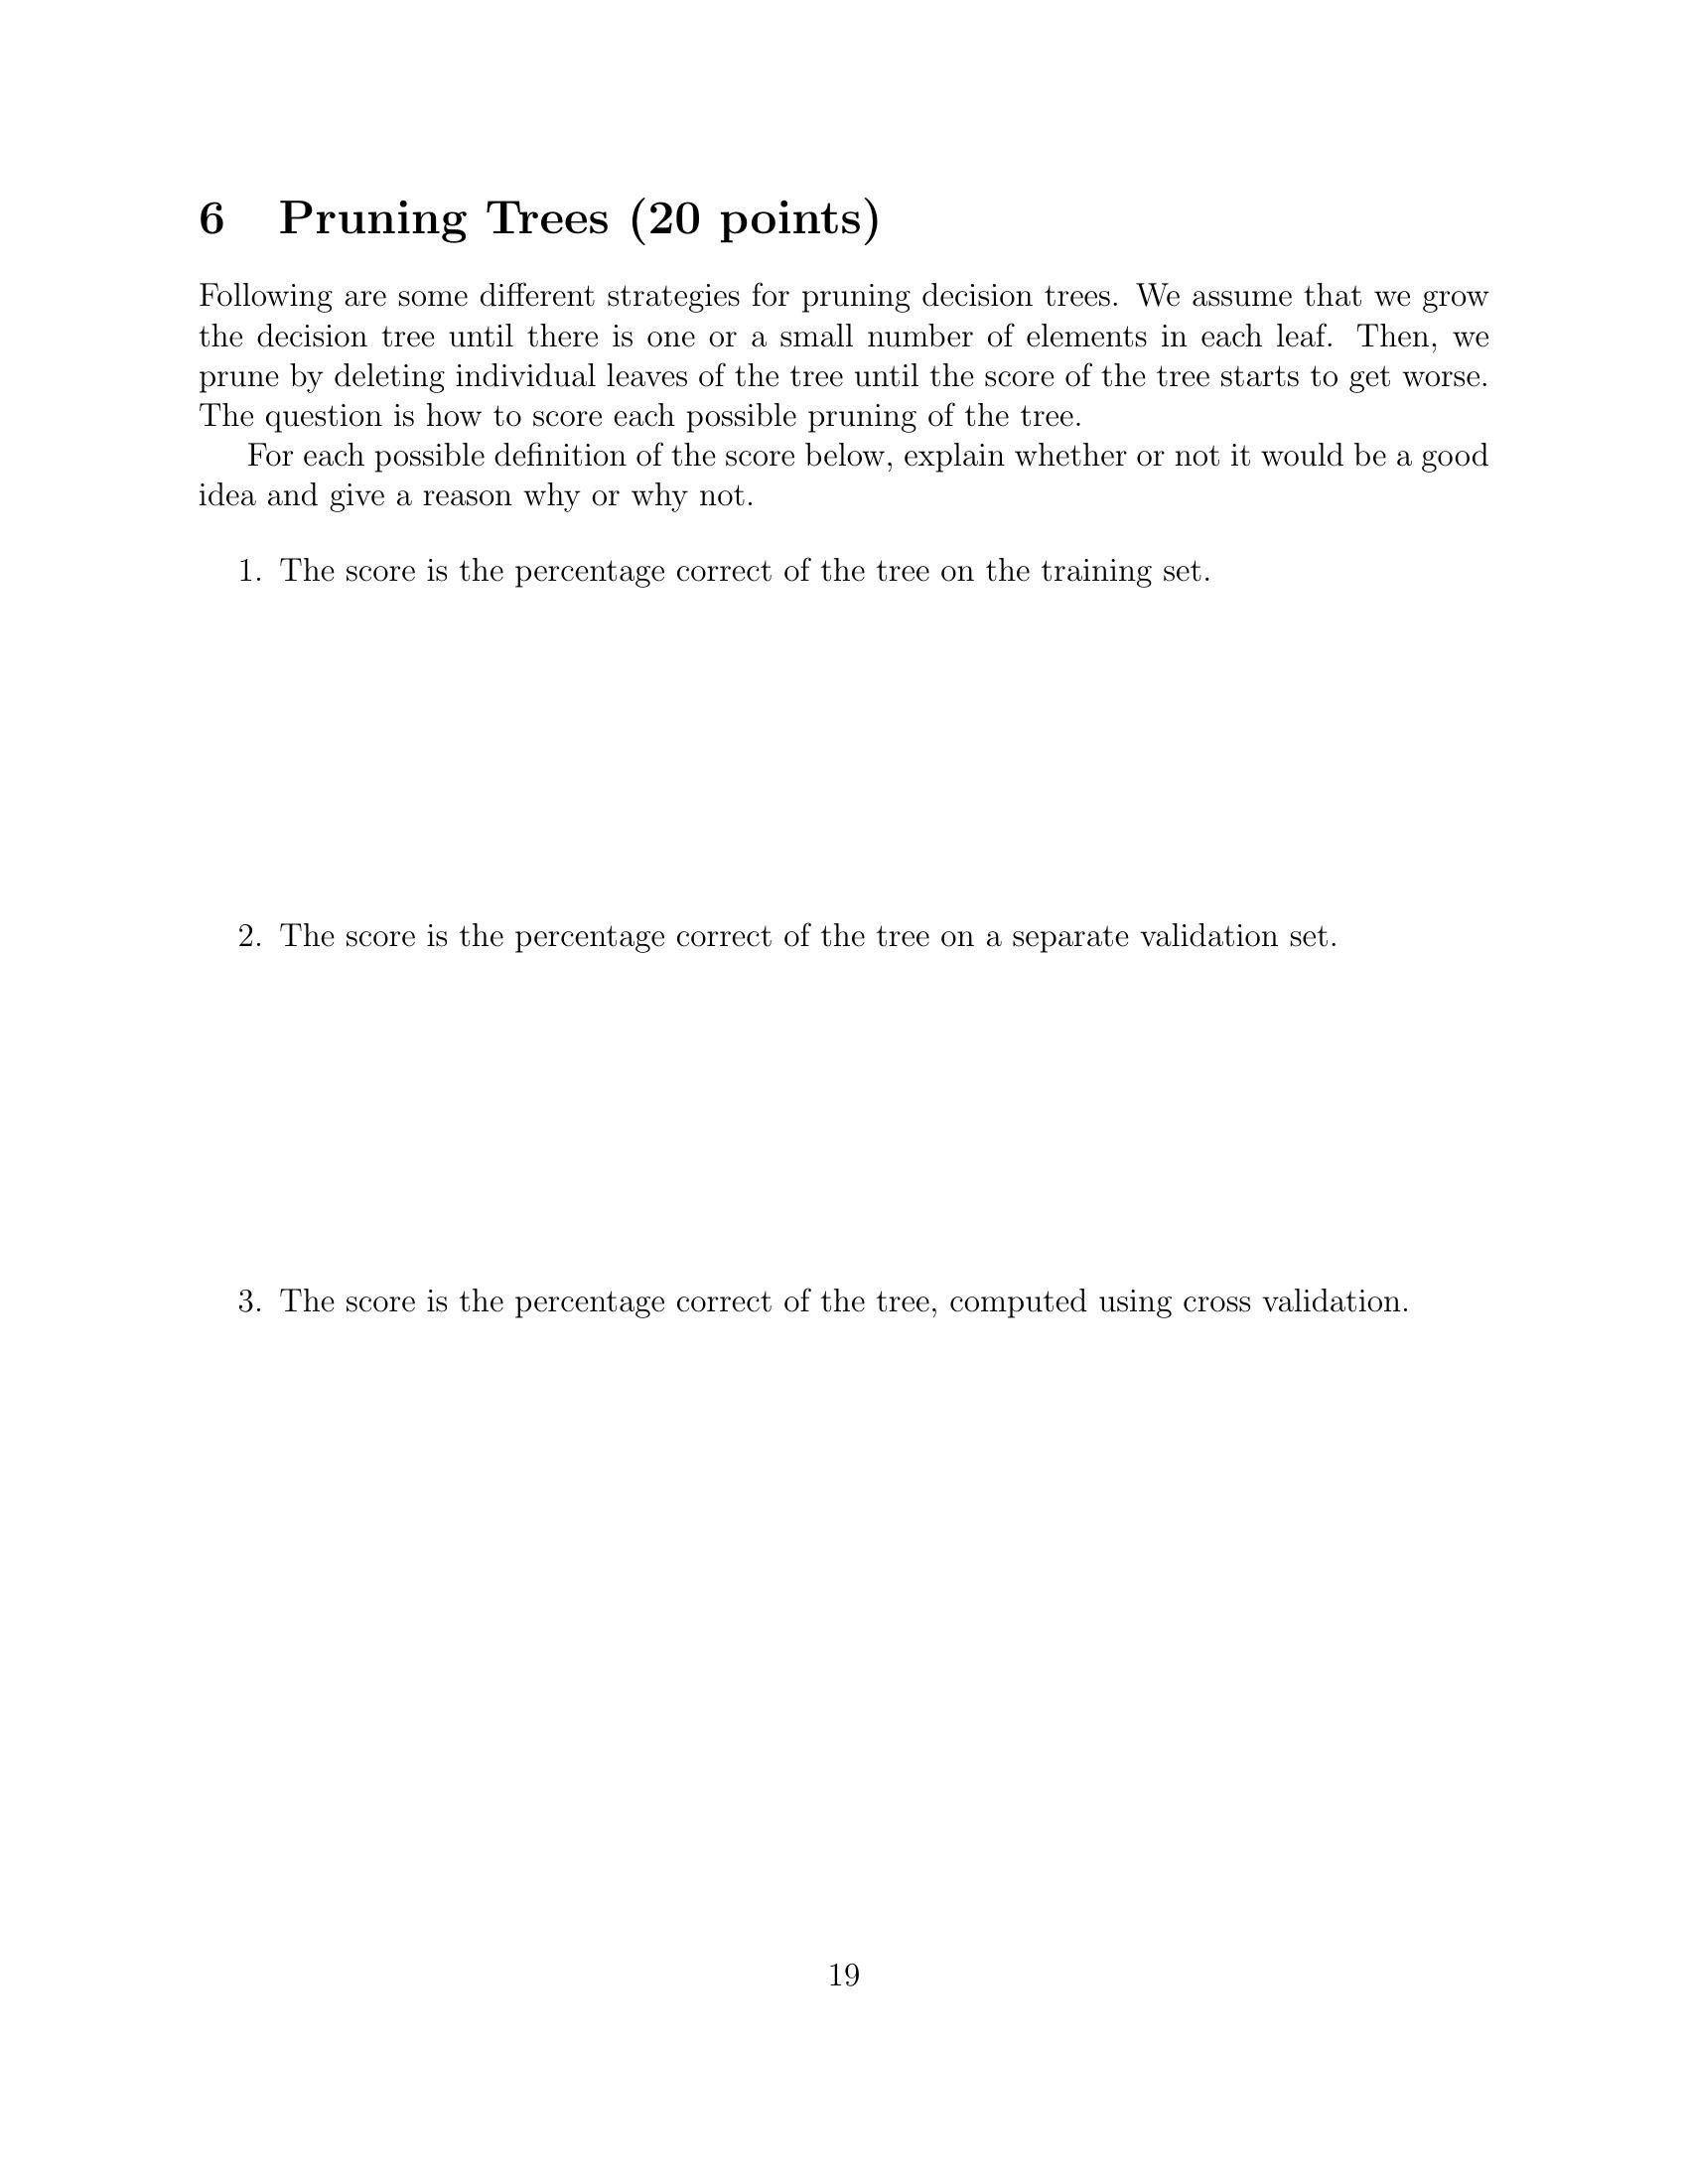 6 Pruning Trees (20 points)
Following are some different strategies for pruning decision trees. We assume that we grow
the decision tree until there is one or a small number of elements in each leaf. Then, we
prune by deleting individual leaves of the tree until the score of the tree starts to get worse.
The question is how to score each possible pruning of the tree.
For each possible definition of the score below, explain whether or not it would be a good
idea and give a reason why or why not.
1. The score is the percentage correct of the tree on the training set.
2. The score is the percentage correct of the tree on a separate validation set.
3. The score is the percentage correct of the tree, computed using cross validation.
19